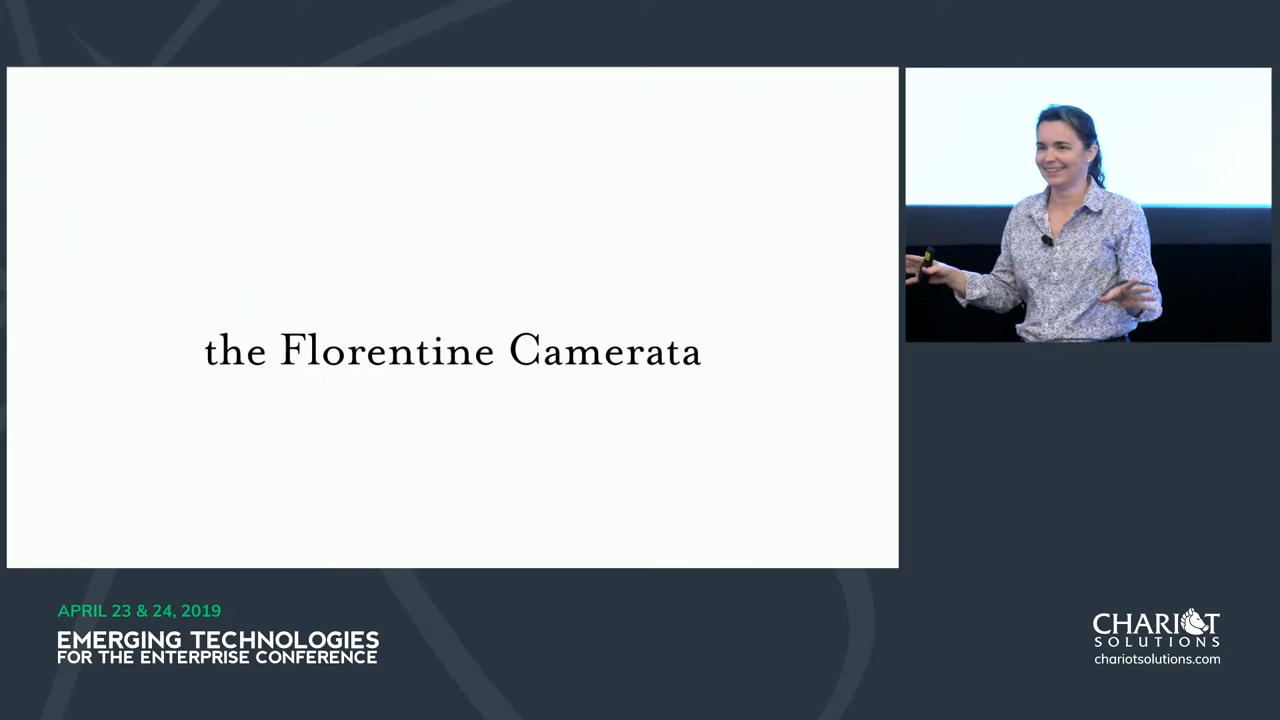 the Florentine Camerata
APRIL 23 & 24, 2019
EMERGING TECHNOLOGIES
FOR THE ENTERPRISE CONFERENCE
CHARIOT
SOLUTIONS
chariotsolutions.com